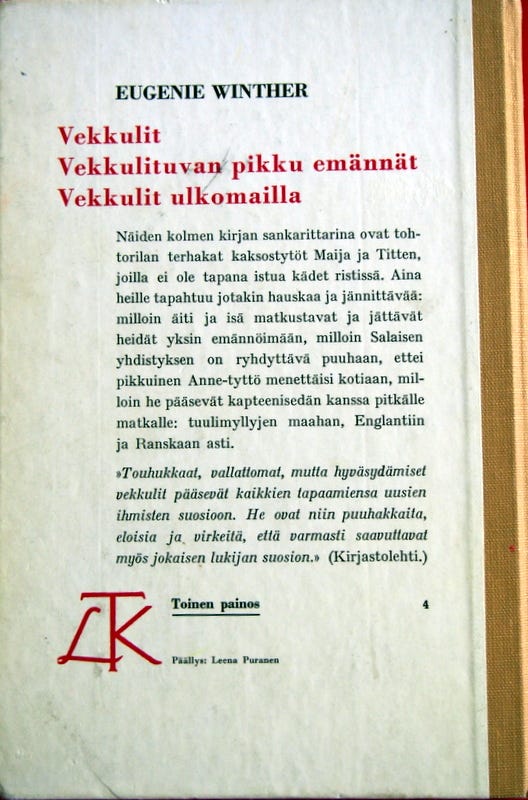 EUGENIE WINTHER
Vekkulit
Vekkulituvan pikku emännät
Vekkulit ulkomailla
Näiden kolmen kirjan sankarittarina ovat toh-
torilan terhakat kaksostytöt Maija ja Titten,
joilla ei ole tapana istua kädet ristissä. Aina
heille tapahtuu jotakin hauskaa ja jännittävää:
milloin äiti ja isä matkustavat ja jättävät
heidät yksin emännöimään, milloin Salaisen
yhdistyksen on ryhdyttävä puuhaan, ettei
pikkuinen Anne-tyttö menettäisi kotiaan, mil-
loin he pääsevät kapteenisedän kanssa pitkälle
matkalle: tuulimyllyjen maahan, Englantiin
ja Ranskaan asti.
»Touhukkaat, vallattomat, mutta hyväsydämiset
vekkulit pääsevät kaikkien tapaamiensa uusien
ihmisten suosioon. He ovat niin puuhakkaita,
eloisia ja virkeitä, että varmasti saavuttavat
myös jokaisen lukijan suosion.» (Kirjastolehti.)
LTK
Toinen painos 4
Päällys: Leena Puranen